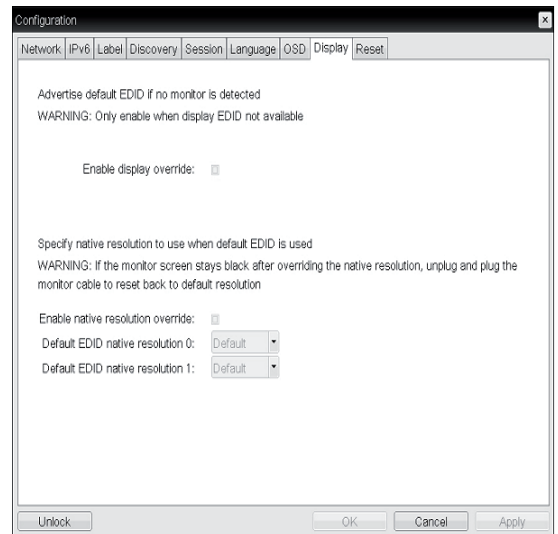 Configuration
Network IPv6 Label Discovery Session Language OSD Display Reset
Advertise default EDID if no monitor is detected
WARNING: Only enable when display EDID not available
Enable display override:
Specify native resolution to use when default EDID is used
WARNING: If the monitor screen stays black after overriding the native resolution, unplug and plug the
monitor cable to reset back to default resolution
Enable native resolution override:
Default EDID native resolution 0: Default
Default EDID native resolution 1: Default
Unlock OK Cancel Apply